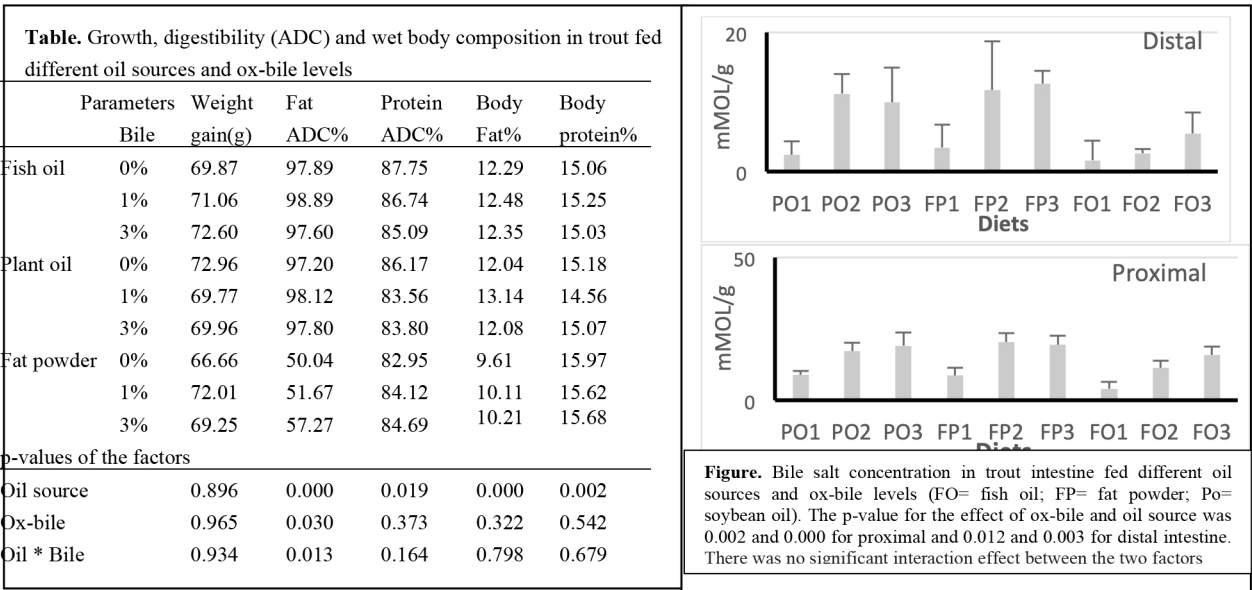 Table. Growth, digestibility (ADC) and wet body composition in trout fed
different oil sources and ox-bile levels
Parameters Weight Fat Protein Body Body
Bile gain(g) ADC% ADC% Fat% protein%
Fish oil 0% 69.87 97.89 87.75 12.29 15.06
1% 71.06 98.89 86.74 12.48 15.25
3% 72.60 97.60 85.09 12.35 15.03
Plant oil 0% 72.96 97.20 86.17 12.04 15.18
1% 69.77 98.12 83.56 13.14 14.56
3% 69.96 97.80 83.80 12.08 15.07
Fat powder 0% 66.66 50.04 82.95 9.61 15.97
1% 72.01 51.67 84.12 10.11 15.62
3% 69.25 57.27 84.69 10.21 15.68
p-values of the factors
Oil source 0.896 0.000 0.019 0.000 0.002
Ox-bile 0.965 0.030 0.373 0.322 0.542
Oil * Bile 0.934 0.013 0.164 0.798 0.679
Distal
20
mMOL/g
0
PO1 PO2 PO3 FP1 FP2 FP3 FO1 FO2 FO3
Diets
Proximal
50
mMOL/g
0
PO1 PO2 PO3 FP1 FP2 FP3 FO1 FO2 FO3
Diets
Figure. Bile salt concentration in trout intestine fed different oil
sources and ox-bile levels (FO= fish oil; FP= fat powder; Po=
soybean oil). The p-value for the effect of ox-bile and oil source was
0.002 and 0.000 for proximal and 0.012 and 0.003 for distal intestine.
There was no significant interaction effect between the two factors